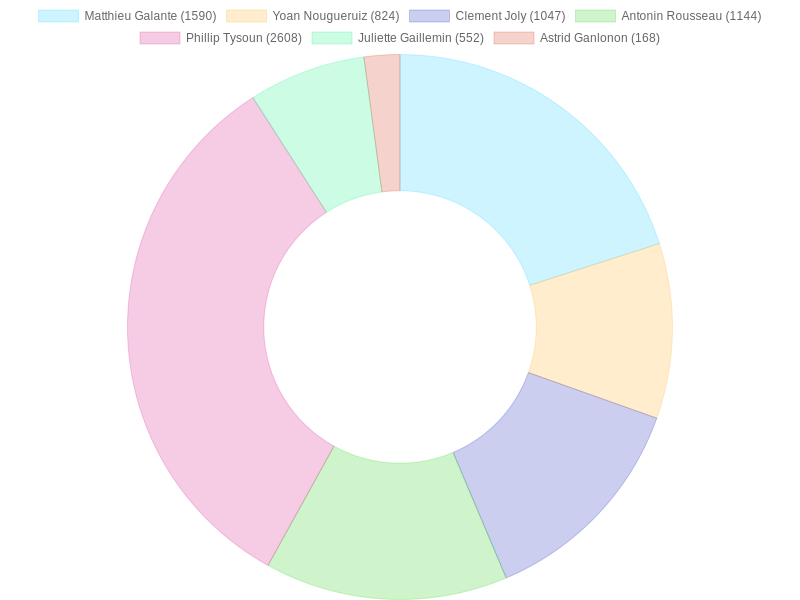 Matthieu Galante (1590) Yoan Nougueruiz (824) Clement Joly (1047) Antonin Rousseau (1144)
Phillip Tysoun (2608) Juliette Gaillemin (552) Astrid Ganlonon (168)